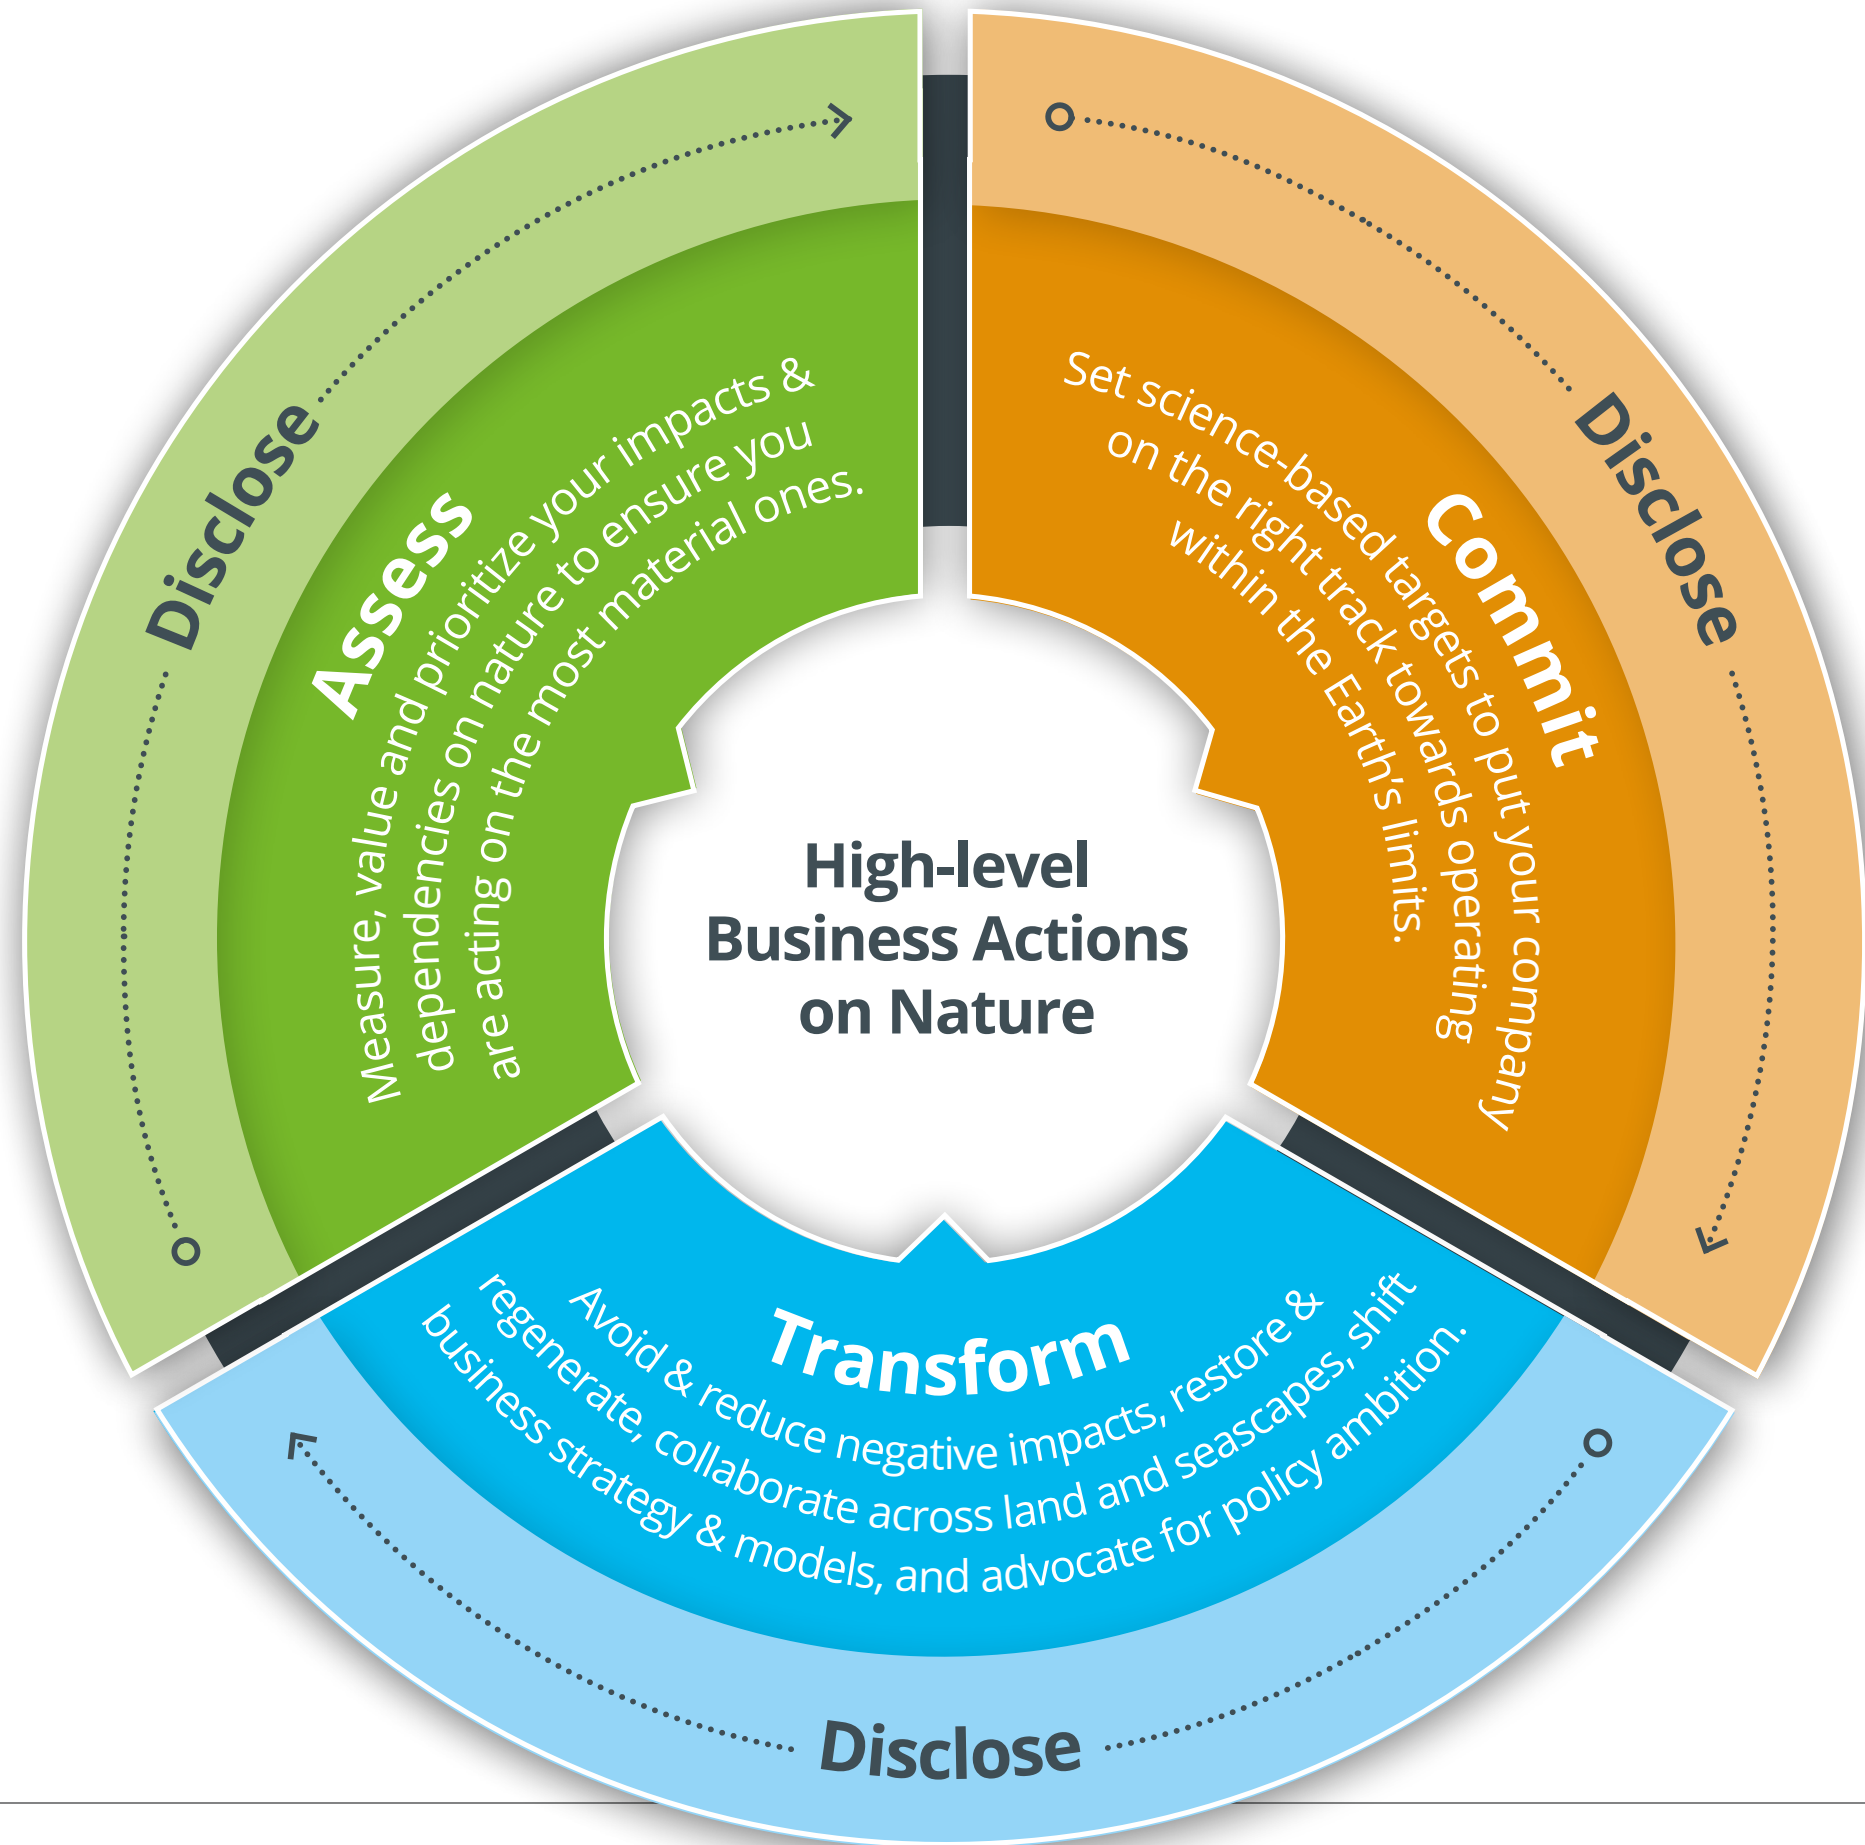 High-level
Business Actions
on Nature
Disclose
Assess
Measure, value and prioritize your impacts &
dependencies on nature to ensure you
are acting on the most material ones.
Disclose
Commit
Set science-based targets to put your company
on the right track towards operating
within the Earth's limits.
Transform
Avoid & reduce negative impacts, restore &
regenerate, collaborate across land and seascapes, shift
business strategy & models, and advocate for policy ambition.
Disclose